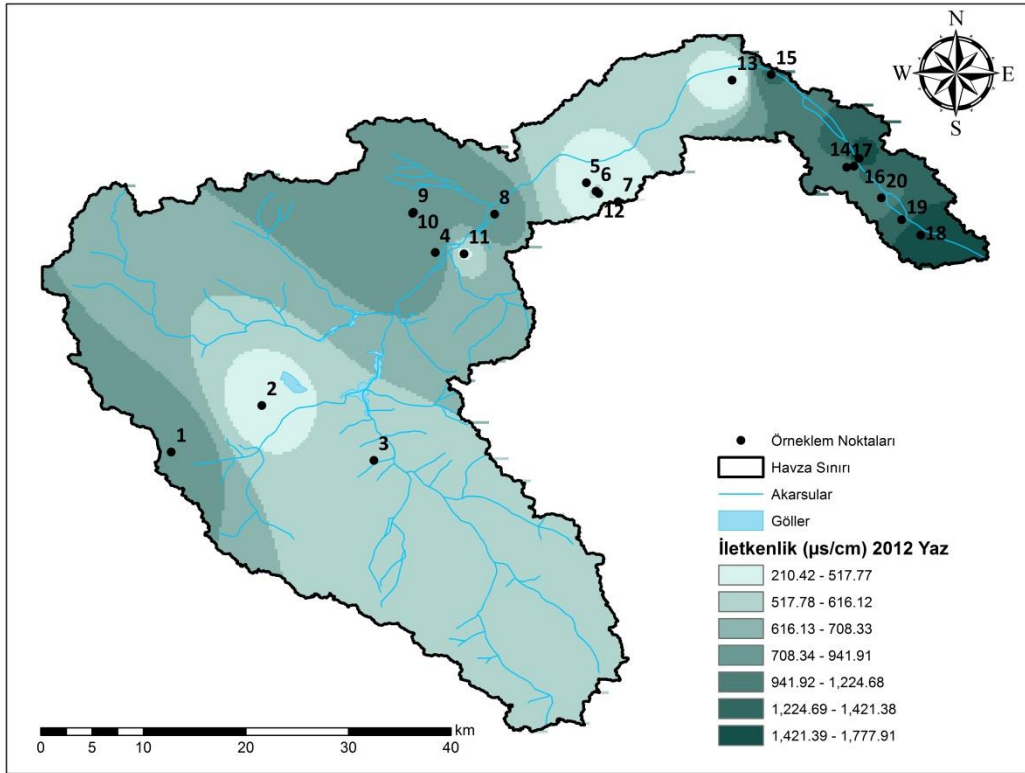 N
W E
S
13
15
14
17
16
20
19
18
5
6
7
12
8
9
10
4
11
2
1
3
Örneklem Noktaları
Havza Sınırı
Akarsular
Göller
İletkenlik (µs/cm) 2012 Yaz
210.42 - 517.77
517.78 - 616.12
616.13 - 708.33
708.34 - 941.91
941.92 - 1,224.68
1,224.69 - 1,421.38
1,421.39 - 1,777.91
km
0 5 10 20 30 40